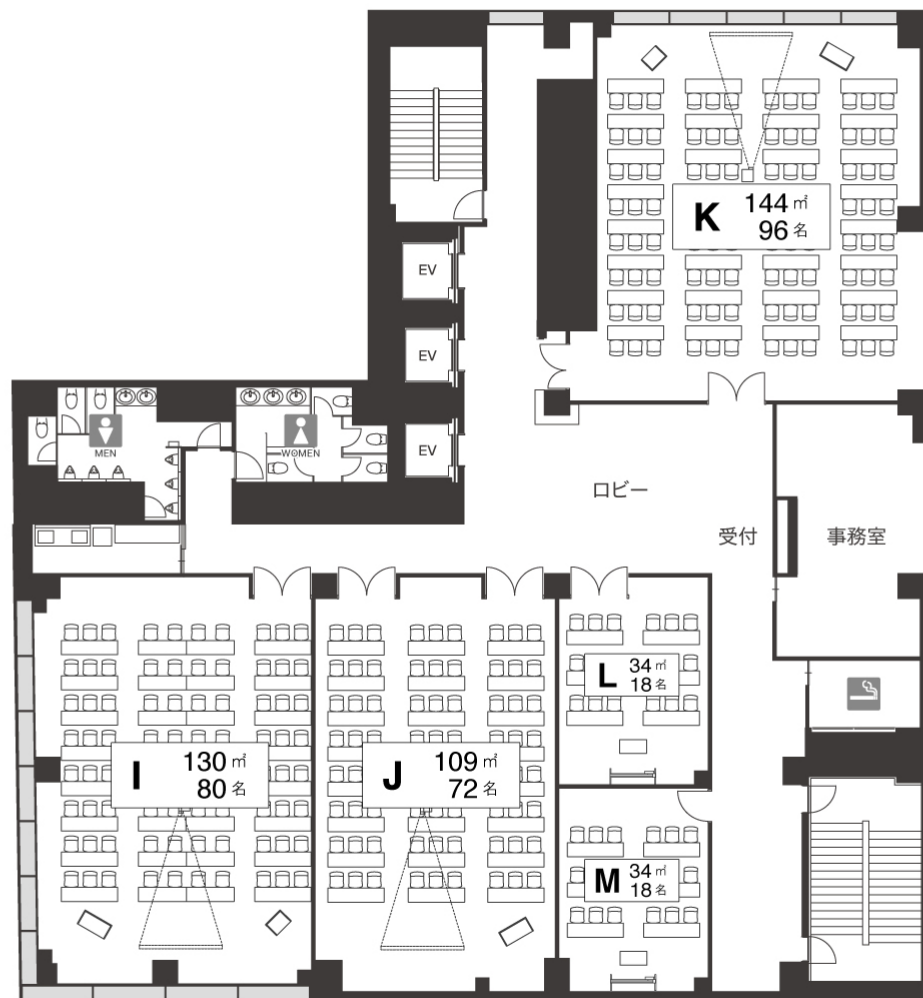 K 144㎡
96名
EV
EV
EV
MEN
WOMEN
ロビー
受付
事務室
L 34㎡
18名
I 130㎡
80名
J 109㎡
72名
M 34㎡
18名